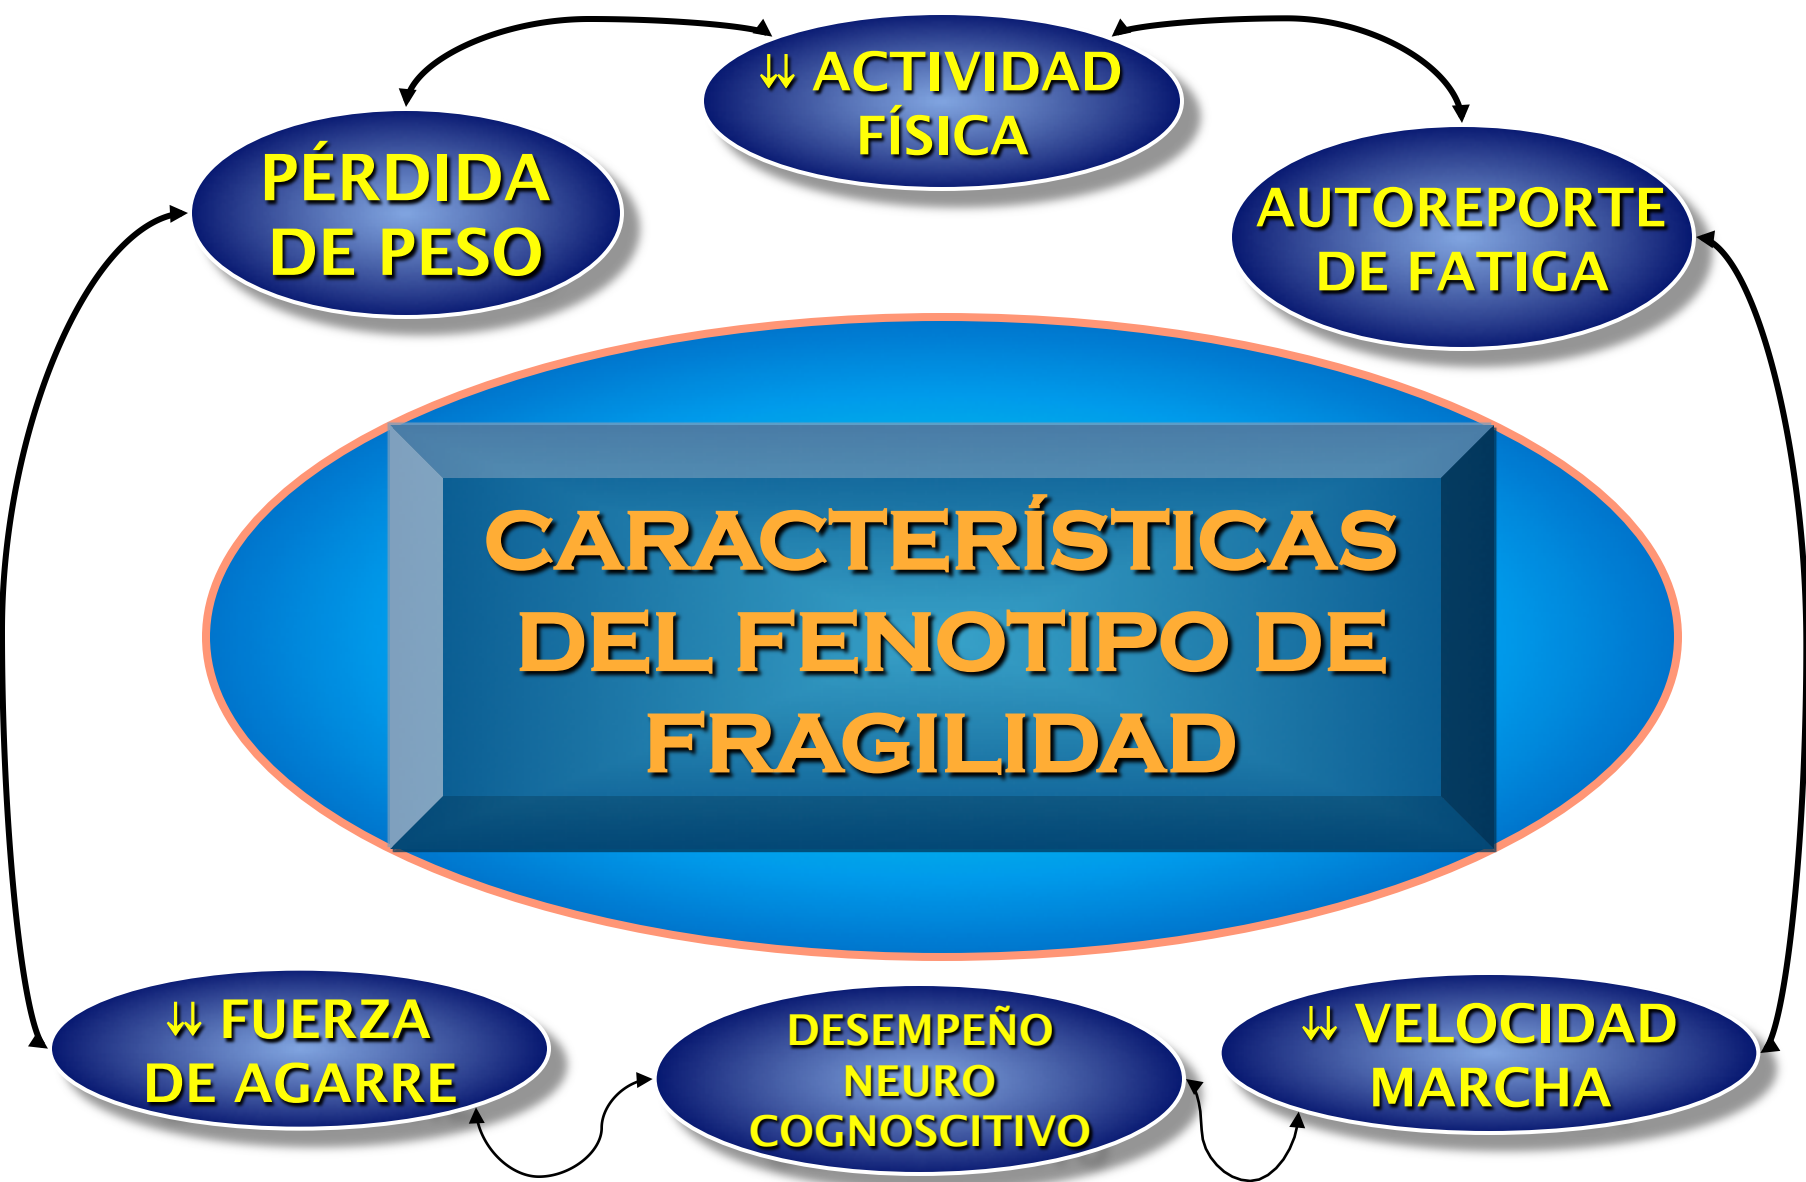 ⇊ ACTIVIDAD
FÍSICA
PÉRDIDA
DE PESO
AUTOREPORTE
DE FATIGA
CARACTERÍSTICAS
DEL FENOTIPO DE
FRAGILIDAD
⇊ FUERZA
DE AGARRE
DESEMPEÑO
NEURO
COGNOSCITIVO
⇊ VELOCIDAD
MARCHA